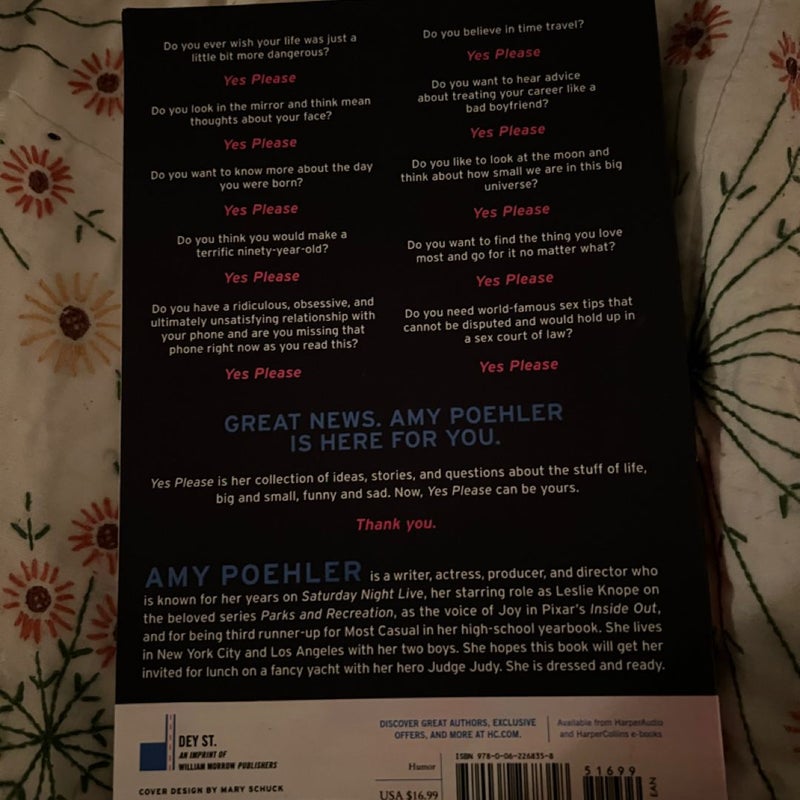 Do you ever wish your life was just a
little bit more dangerous?
Yes Please
Do you look in the mirror and think mean
thoughts about your face?
Yes Please
Do you want to know more about the day
you were born?
Yes Please
Do you think you would make a
terrific ninety-year-old?
Yes Please
Do you have a ridiculous, obsessive, and
ultimately unsatisfying relationship with
your phone and are you missing that
phone right now as you read this?
Yes Please
Do you believe in time travel?
Yes Please
Do you want to hear advice
about treating your career like a
bad boyfriend?
Yes Please
Do you like to look at the moon and
think about how small we are in this big
universe?
Yes Please
Do you want to find the thing you love
most and go for it no matter what?
Yes Please
Do you need world-famous sex tips that
cannot be disputed and would hold up in
a sex court of law?
Yes Please
GREAT NEWS. AMY POEHLER
IS HERE FOR YOU.
Yes Please is her collection of ideas, stories, and questions about the stuff of life,
big and small, funny and sad. Now, Yes Please can be yours.
Thank you.
AMY POEHLER is a writer, actress, producer, and director who
is known for her years on Saturday Night Live, her starring role as Leslie Knope on
the beloved series Parks and Recreation, as the voice of Joy in Pixar's Inside Out,
and for being third runner-up for Most Casual in her high-school yearbook. She lives
in New York City and Los Angeles with her two boys. She hopes this book will get her
invited for lunch on a fancy yacht with her hero Judge Judy. She is dressed and ready.
DEY ST.
AN IMPRINT OF
WILLIAM MORROW PUBLISHERS
COVER DESIGN BY MARY SCHUCK
DISCOVER GREAT AUTHORS, EXCLUSIVE
OFFERS, AND MORE AT HC.COM.
Available from HarperAudio
and HarperCollins e-books
Humor
USA $16.99
ISBN 978-0-06-226835-8
51699
EAN